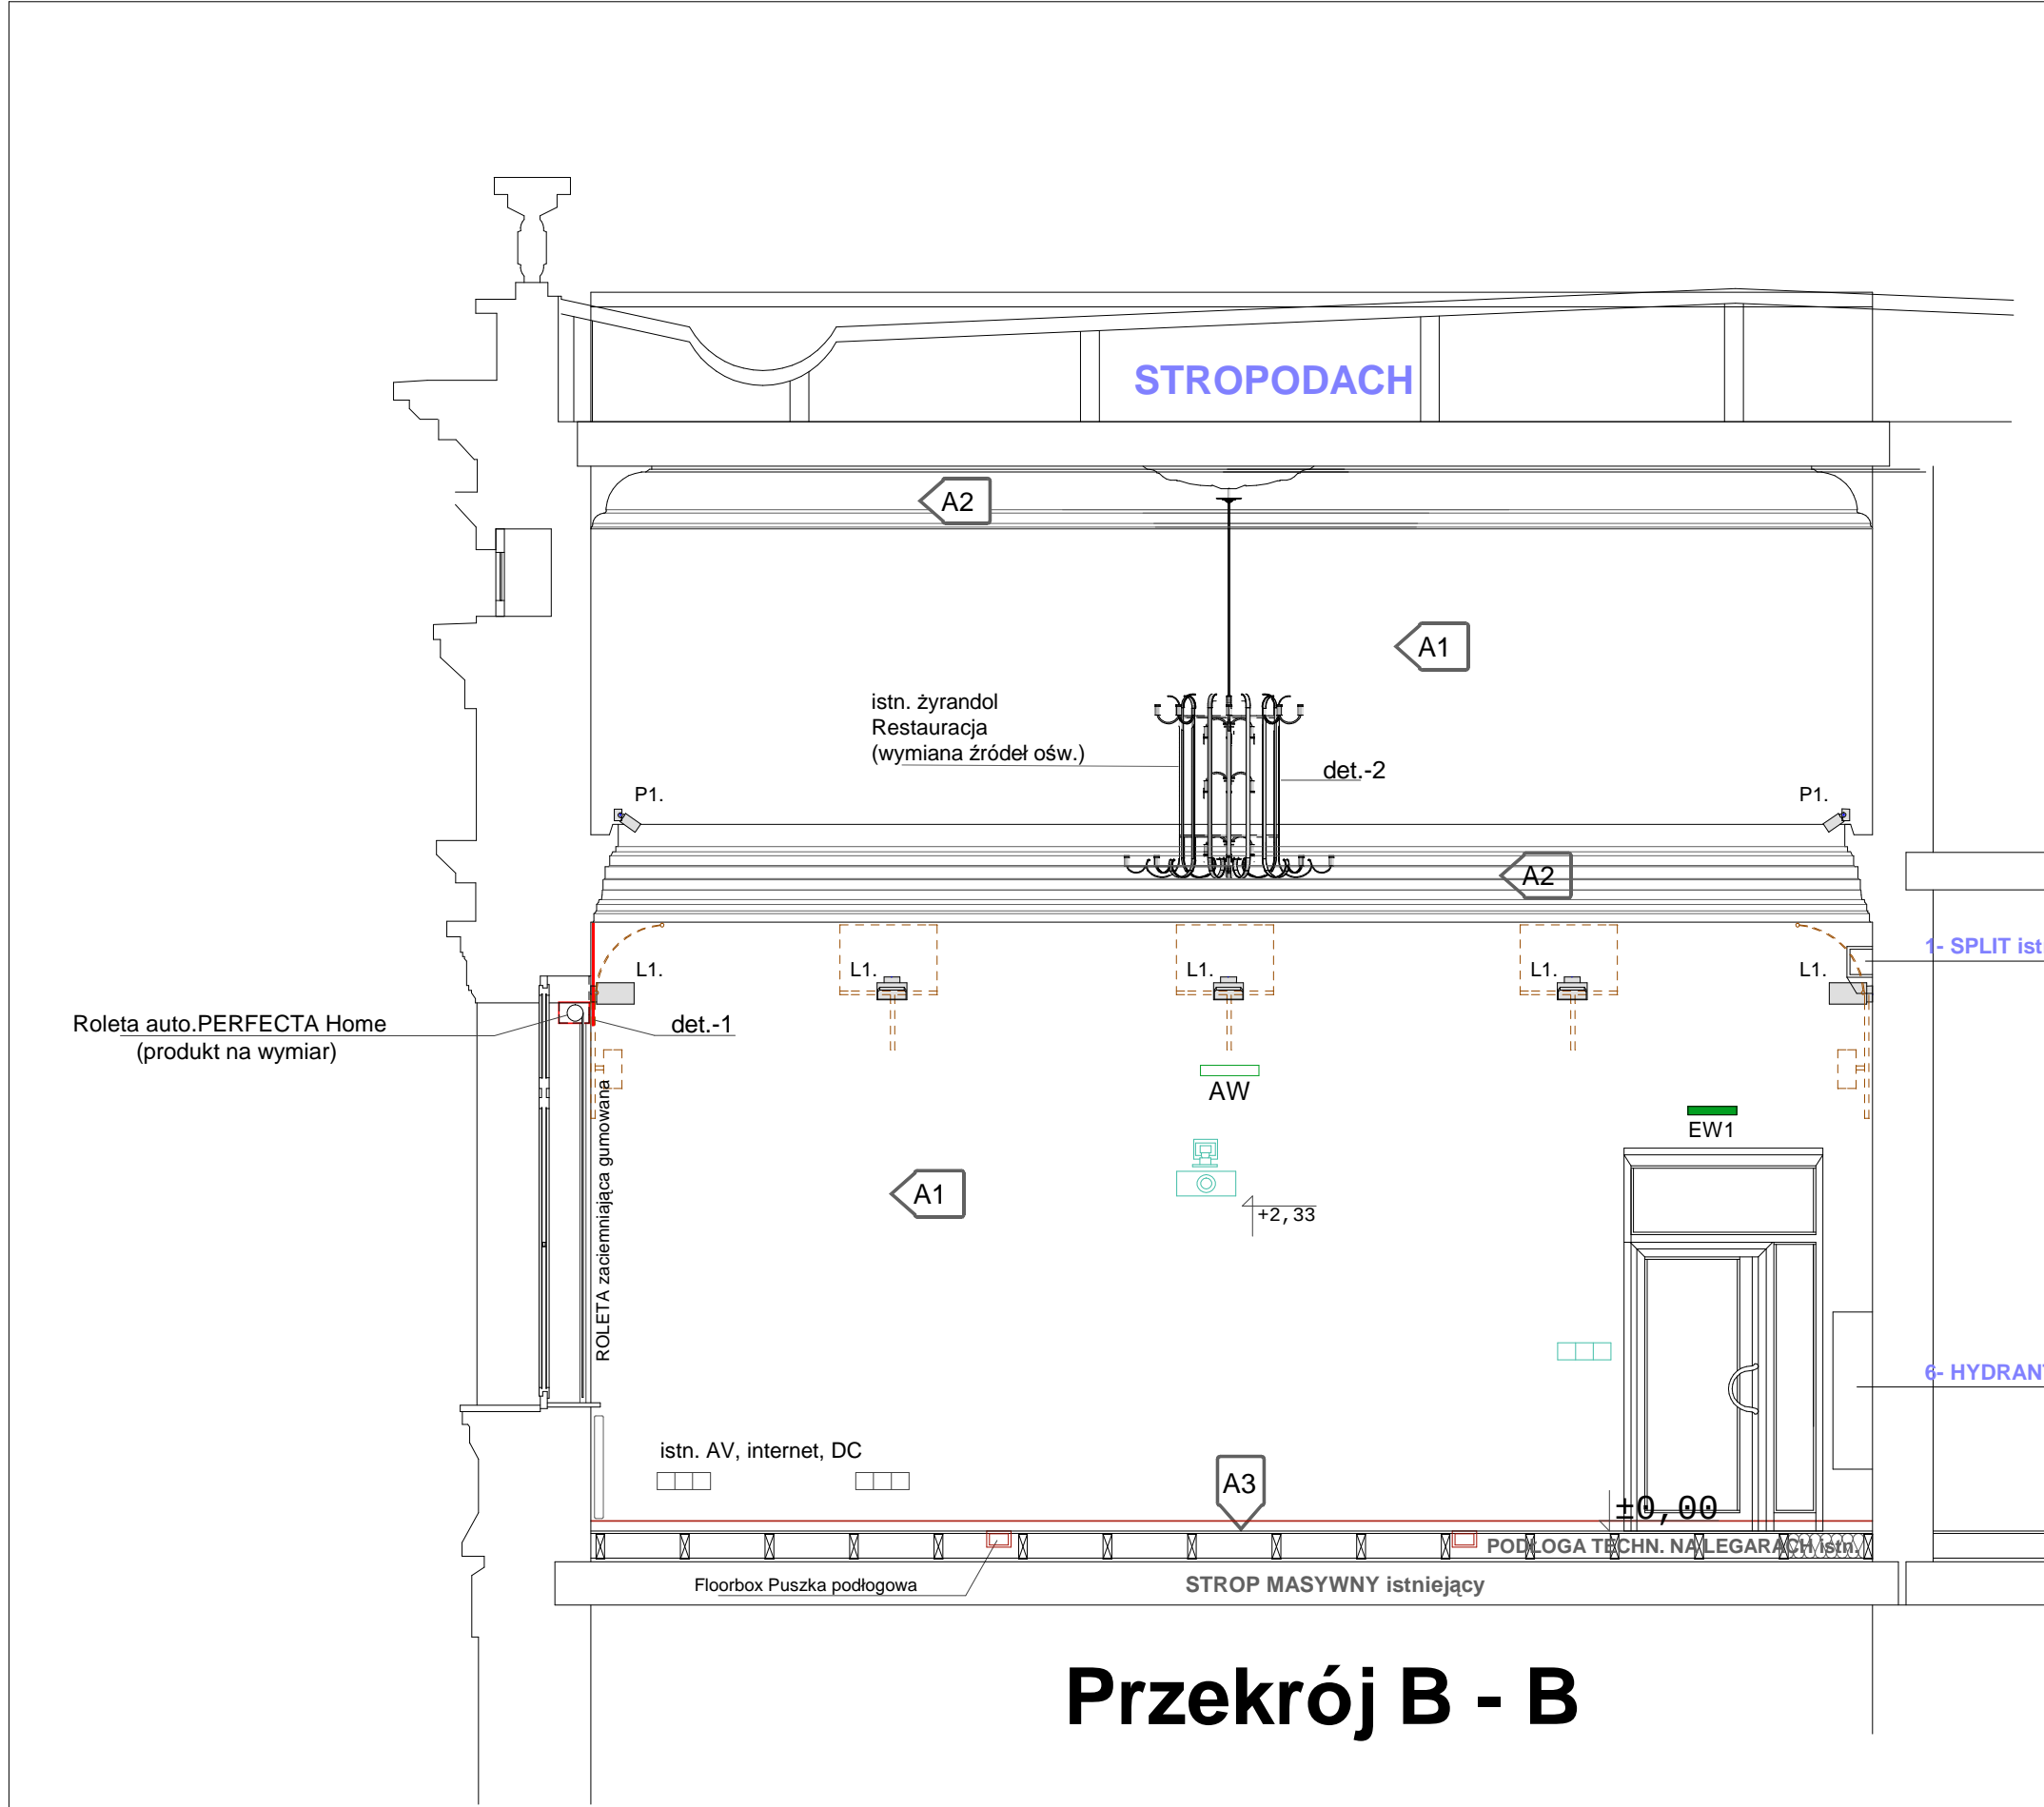 STROPODACH
A2
A1
istn. żyrandol
Restauracja
(wymiana źródeł ośw.)
det.-2
P1.
P1.
A2
1- SPLIT ist
L1.
L1.
L1.
L1.
L1.
Roleta auto.PERFECTA Home
(produkt na wymiar)
det.-1
AW
EW1
ROLETA zaciemniająca gumowana
A1
+2,33
6- HYDRANT
istn. AV, internet, DC
A3
±0,00
PODŁOGA TECHN. NA LEGARACH istn.
Floorbox Puszka podłogowa
STROP MASYWNY istniejący
Przekrój B - B